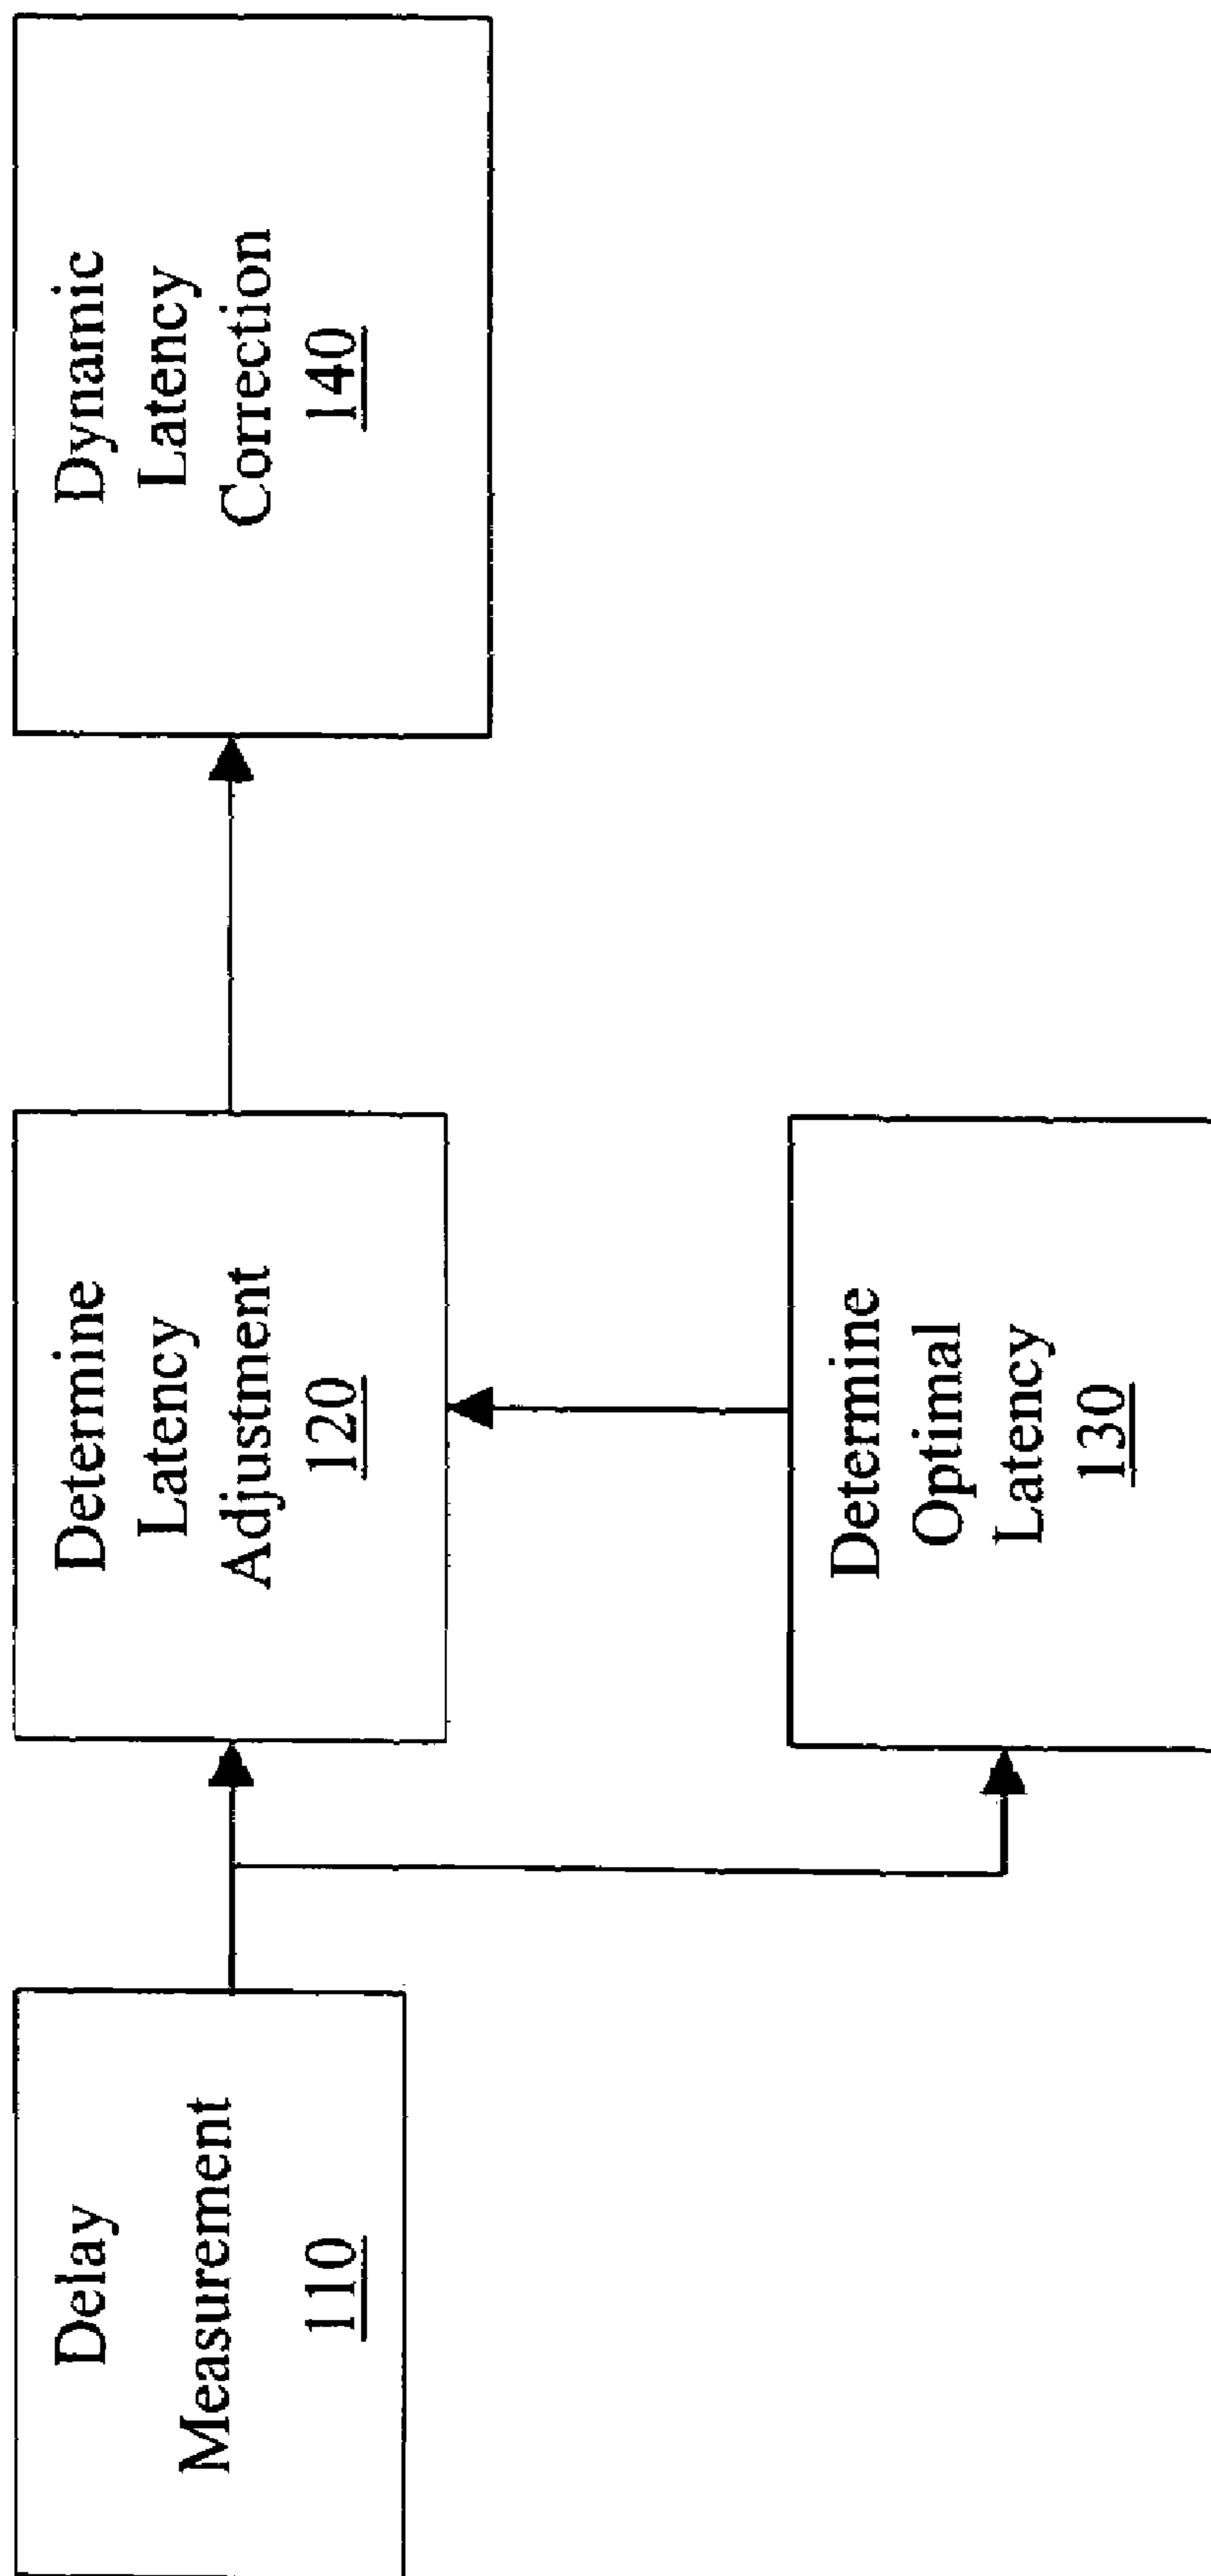 Delay
Measurement
110
Determine
Latency
Adjustment
120
Determine
Optimal
Latency
130
Dynamic
Latency
Correction
140